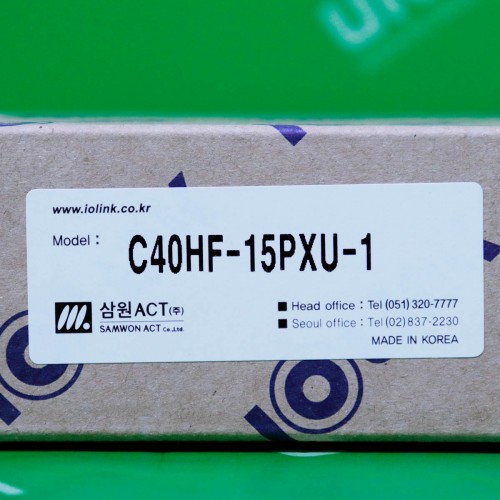 www.iolink.co.kr
Model : C40HF-15PXU-1
삼원ACT(주)
SAMWON ACT Co.,Ltd.
■ Head office : Tel (051) 320-7777
■ Seoul office : Tel (02) 837-2230
MADE IN KOREA